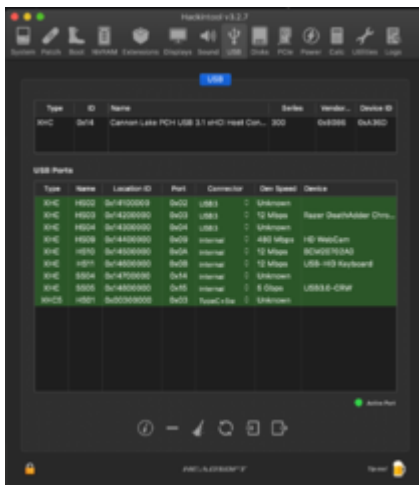 Hackintool v3.2.7
System Patch Boot NVRAM Extensions Displays Sound USB Disks PCIe Power Calc. Utilities Logs
USB
Type ID Name Series Vendor... Device ID
XHC 0x14 Cannon Lake PCH USB 3.1 xHCI Host Con... 300 0x8086 0xA36D
USB Ports
Type Name Location ID Port Connector Dev Speed Device
XHC HS02 0x14100000 0x02 USB3 Unknown
XHC HS03 0x14200000 0x03 USB3 12 Mbps Razer DeathAdder Chro...
XHC HS04 0x14300000 0x04 USB3 Unknown
XHC HS09 0x14400000 0x09 Internal 480 Mbps HD WebCam
XHC HS10 0x14500000 Internal 12 Mbps BCM20702A0
XHC HS11 0x14600000 Internal 12 Mbps USB-HID Keyboard
XHC SS04 0x14700000 0x14 Internal Unknown
XHC SS05 0x14800000 0x15 Internal 5 Gbps USB3.0-CRW
XHC5 HS01 0x00300000 0x03 TypeC+Sw Unknown
Active Port
HEADSOFT